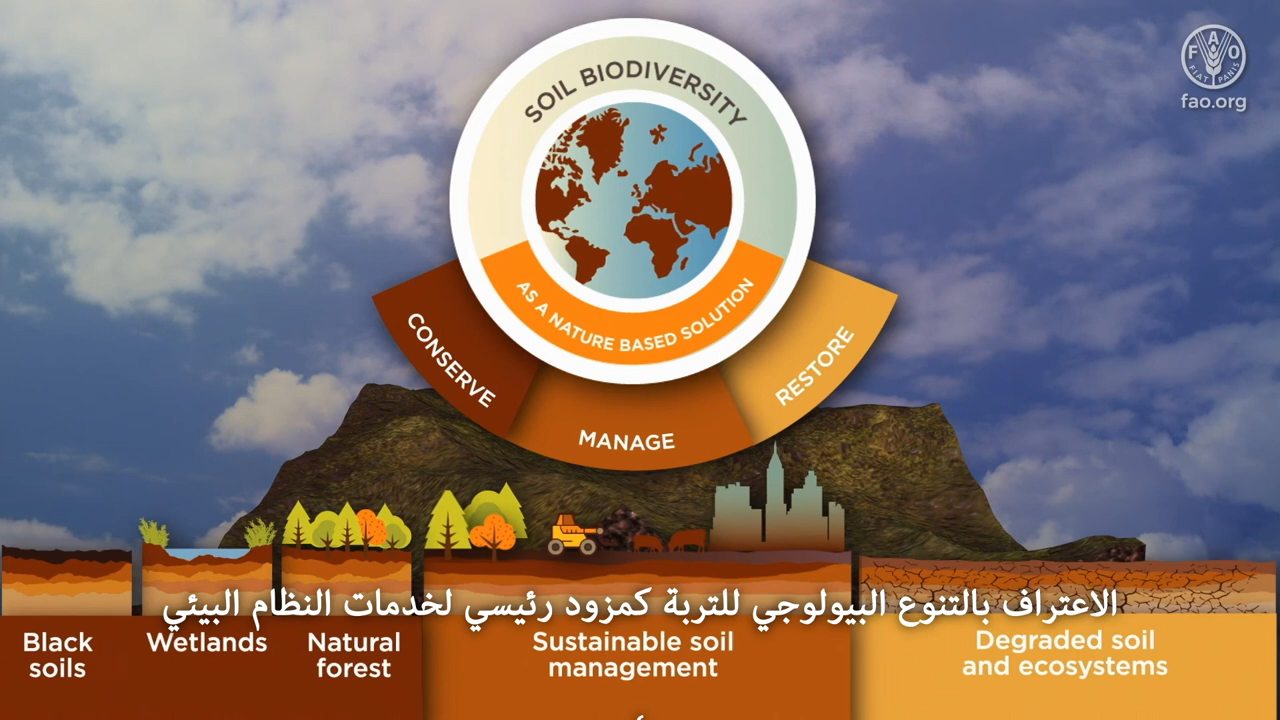 FAO
FIAT PANIS
fao.org
SOIL BIODIVERSITY
AS A NATURE BASED SOLUTION
CONSERVE
MANAGE
RESTORE
الاعتراف بالتنوع البيولوجي للتربة كمزود رئيسي لخدمات النظام البيئي
Black
soils
Wetlands
Natural
forest
Sustainable soil
management
Degraded soil
and ecosystems